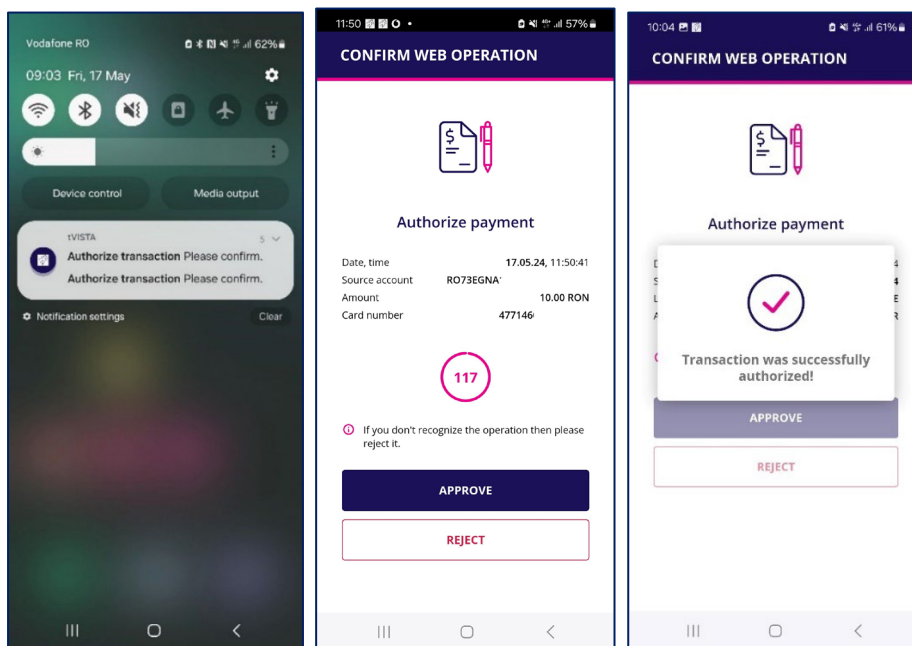 Vodafone RO
62%
09:03 Fri, 17 May
Device control
Media output
tVISTA
5
Authorize transaction Please confirm.
Authorize transaction Please confirm.
Notification settings
Clear
11:50
57%
CONFIRM WEB OPERATION
Authorize payment
Date, time
17.05.24, 11:50:41
Source account
RO73EGNA
Amount
10.00 RON
Card number
477146
117
If you don't recognize the operation then please
reject it.
APPROVE
REJECT
10:04
61%
CONFIRM WEB OPERATION
Authorize payment
Transaction was successfully
authorized!
APPROVE
REJECT